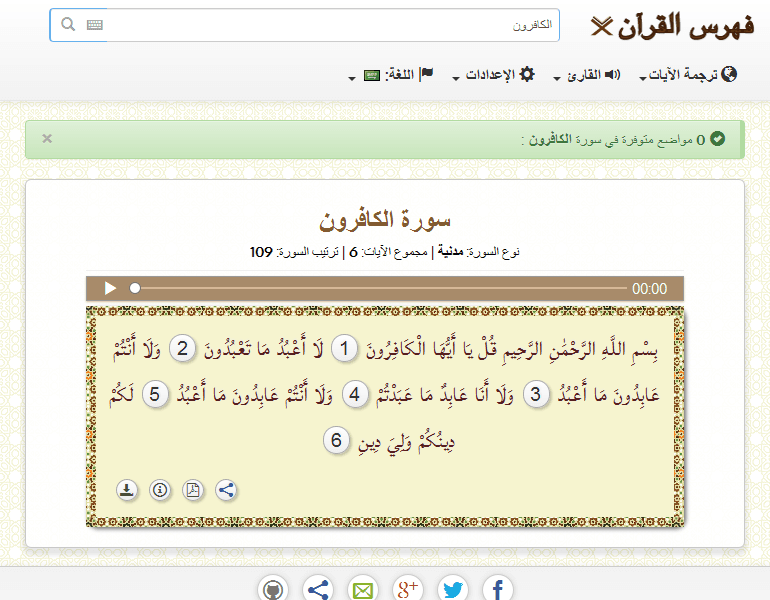 فهرس القرآن
الكافرون
ترجمة الآيات
القارئ
الإعدادات
اللغة:
0 مواضع متوفرة في سورة الكافرون :
×
سورة الكافرون
نوع السورة: مدنية | مجموع الآيات: 6 | ترتيب السورة: 109
00:00
بِسْمِ اللَّهِ الرَّحْمَٰنِ الرَّحِيمِ قُلْ يَا أَيُّهَا الْكَافِرُونَ 1 لَا أَعْبُدُ مَا تَعْبُدُونَ 2 وَلَا أَنْتُمْ
عَابِدُونَ مَا أَعْبُدُ 3 وَلَا أَنَا عَابِدٌ مَا عَبَدْتُمْ 4 وَلَا أَنْتُمْ عَابِدُونَ مَا أَعْبُدُ 5 لَكُمْ
دِينُكُمْ وَلِيَ دِينِ 6